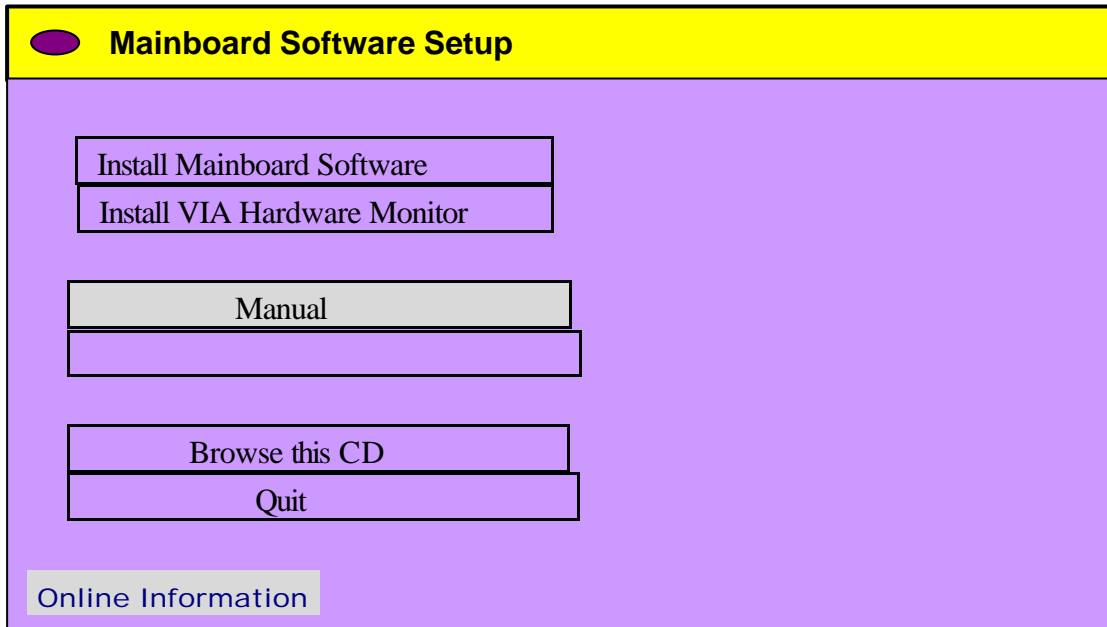 Mainboard Software Setup
Install Mainboard Software
Install VIA Hardware Monitor
Manual
Browse this CD
Quit
Online Information